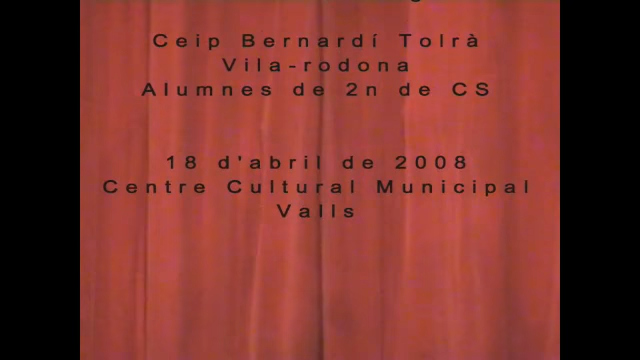 Ceip Bernardí Tolrà
Vila-rodona
Alumnes de 2n de CS
18 d'abril de 2008
Centre Cultural Municipal
Valls